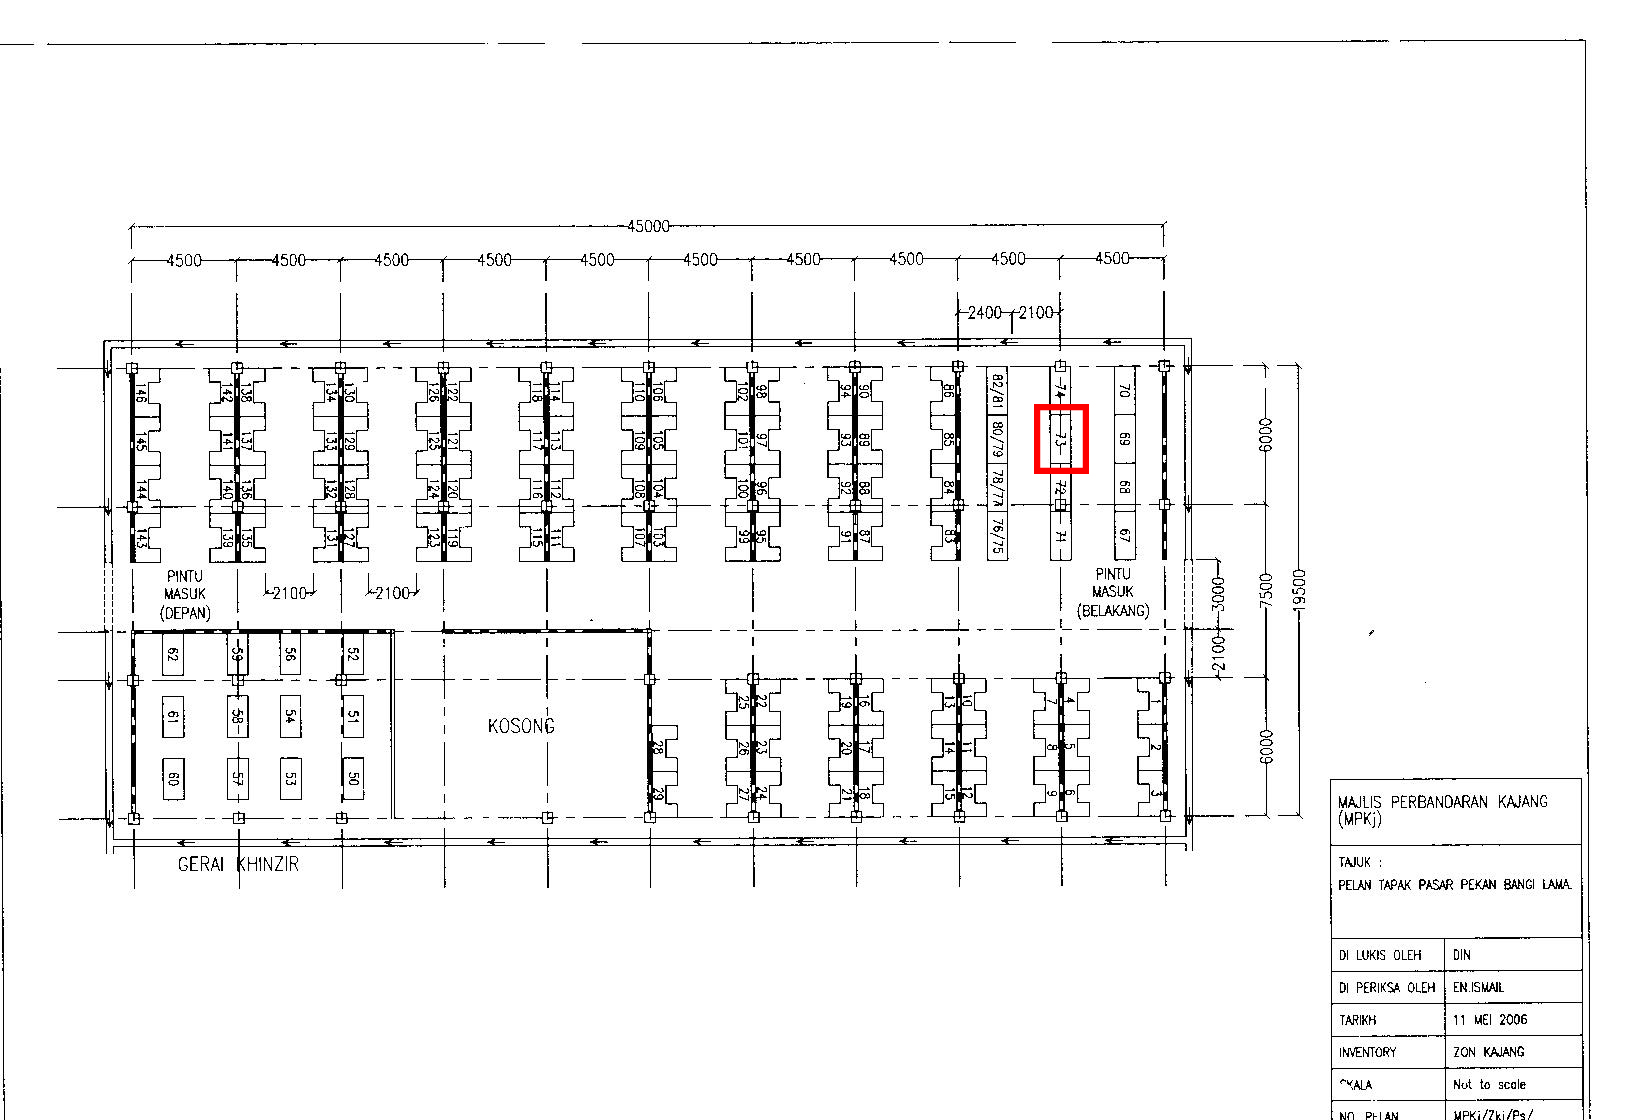 45000
4500 4500 4500 4500 4500 4500 4500 4500 4500 4500
2400 2100
146 142 138 134 130 126 122 118 114 110 106 102 98 94 90 86 82/81 74 70
145 141 137 133 129 125 121 117 113 109 105 101 97 93 89 85 80/79 73 69
144 140 136 132 128 124 120 116 112 108 104 100 96 92 88 84 78/77 72 68
143 139 135 131 127 123 119 115 111 107 103 99 95 91 87 83 76/75 71 67
6000
7500
19500
3000
2100
6000
PINTU
MASUK
(DEPAN)
2100 2100
PINTU
MASUK
(BELAKANG)
62 59 56 52
61 58 54 51
60 57 53 50
KOSONG
25 22 19 16 13 10 7 4 1
28 26 23 20 17 14 11 8 5 2
29 27 24 21 18 15 12 9 6 3
GERAI KHINZIR
MAJLIS PERBANDARAN KAJANG
(MPKj)
TAJUK :
PELAN TAPAK PASAR PEKAN BANGI LAMA.
DI LUKIS OLEH DIN
DI PERIKSA OLEH EN.ISMAIL
TARIKH 11 MEI 2006
INVENTORY ZON KAJANG
SKALA Not to scale
NO. PELAN MPKj/Zkj/Ps/